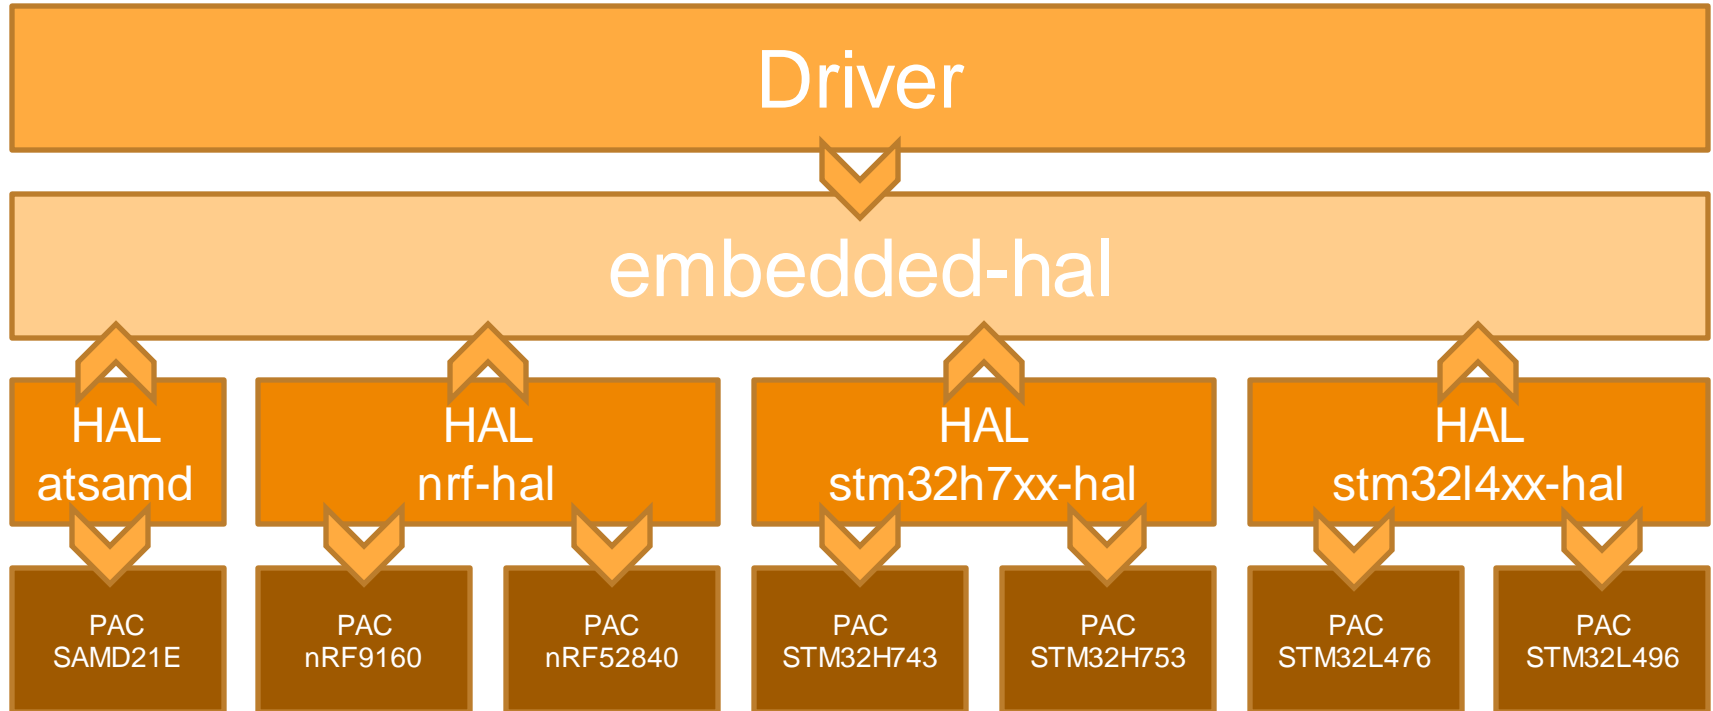 Driver
embedded-hal
HAL
atsamd
HAL
nrf-hal
HAL
stm32h7xx-hal
HAL
stm32l4xx-hal
PAC
SAMD21E
PAC
nRF9160
PAC
nRF52840
PAC
STM32H743
PAC
STM32H753
PAC
STM32L476
PAC
STM32L496